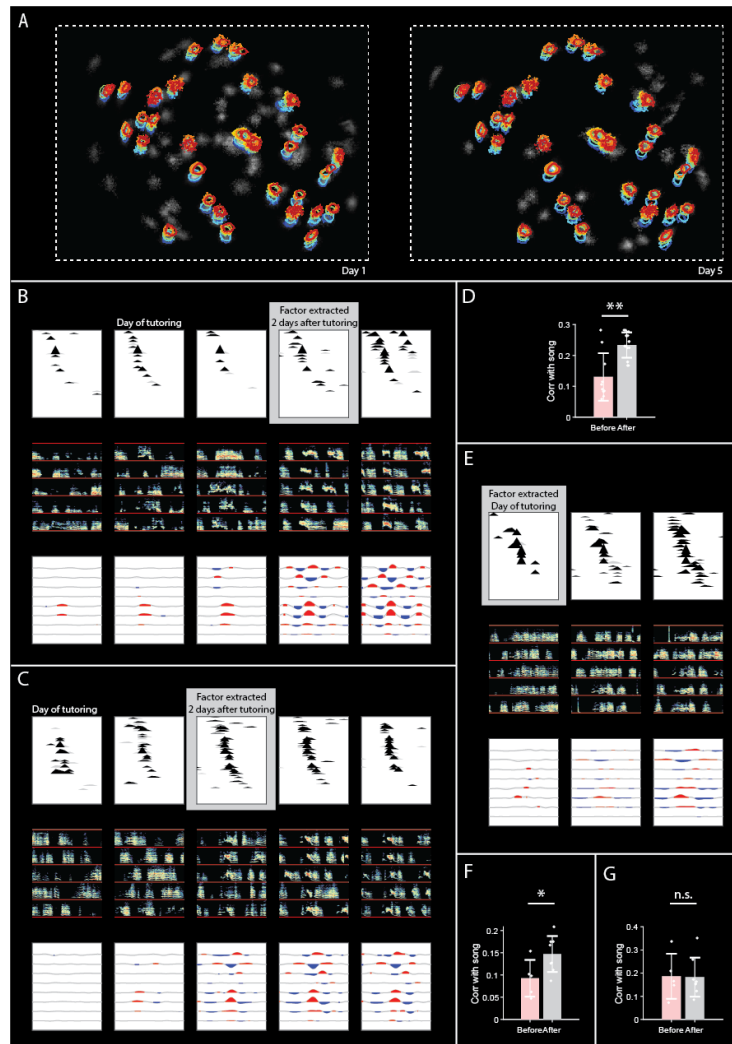 A
Day 1
Day 5
B
Day of tutoring
Factor extracted
2 days after tutoring
C
Day of tutoring
Factor extracted
2 days after tutoring
D
**
0.3
0.2
0.1
0
Corr with song
Before After
E
Factor extracted
Day of tutoring
F
*
0.2
0.15
0.1
0.05
0
Corr with song
BeforeAfter
G
n.s.
0.4
0.3
0.2
0.1
0
Corr with song
Before After